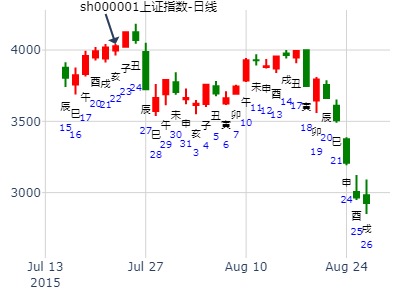 sh000001上证指数-日线
4000
3500
3000
辰
15
巳
16
午
17
酉
20
戌
21
亥
22
子
23
丑
24
辰
27
巳
28
午
29
未
30
申
31
亥
3
子
4
丑
5
寅
6
卯
7
午
10
未
11
申
12
酉
13
戌
14
丑
17
寅
18
卯
19
辰
20
巳
21
申
24
酉
25
戌
26
Jul 13
2015
Jul 27
Aug 10
Aug 24